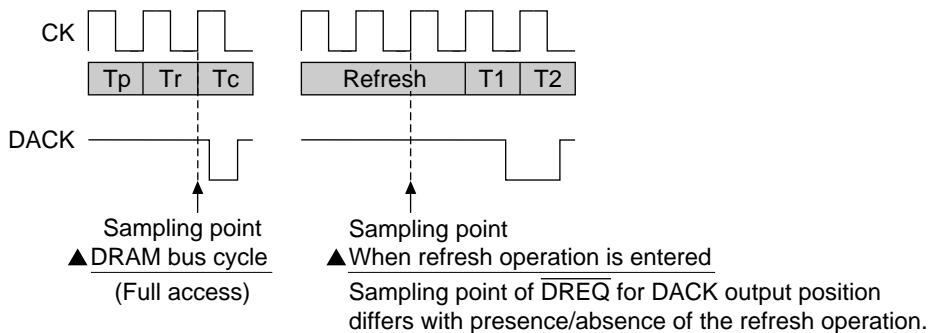 CK
Tp Tr Tc Refresh T1 T2
DACK
Sampling point
▲DRAM bus cycle
(Full access)
Sampling point
▲When refresh operation is entered
Sampling point of D̅R̅E̅Q̅ for DACK output position
differs with presence/absence of the refresh operation.